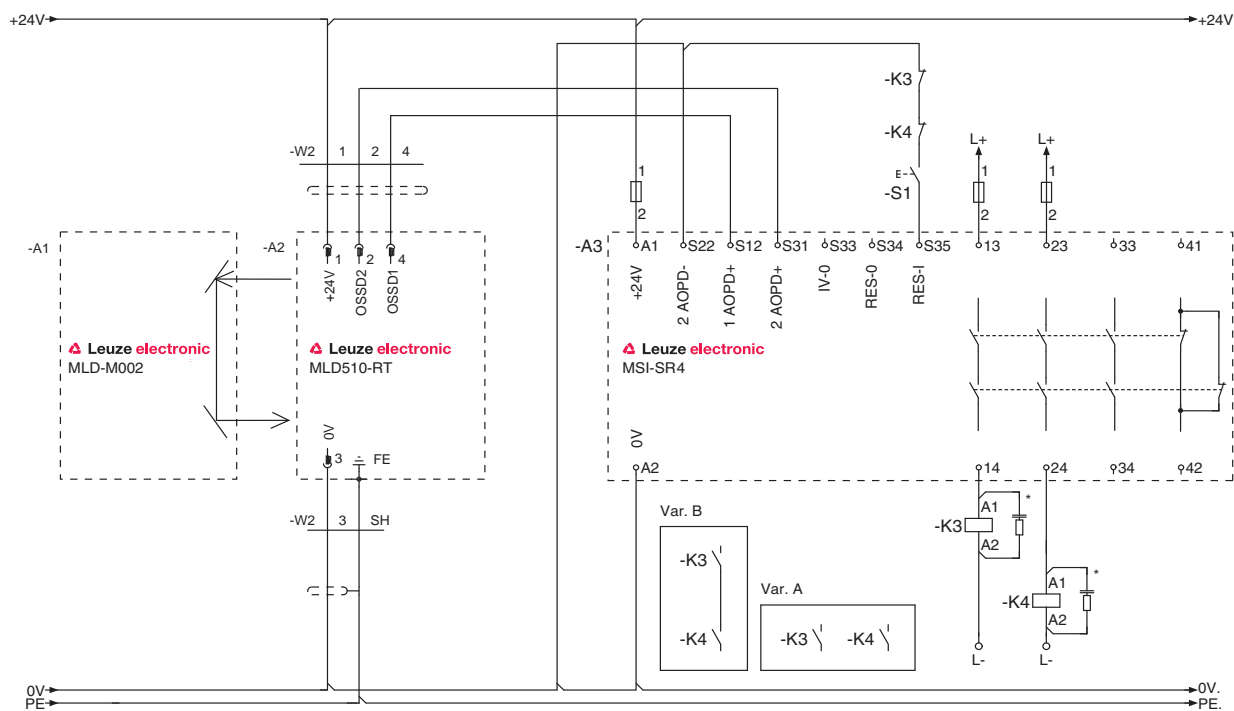 +24V +24V
-K3
-K4
L+ L+
-W2 1 2 4
1 1 1
E
-S1
2 2 2
-A1 -A2 -A3 A1 S22 S12 S31 S33 S34 S35 13 23 33 41
1 2 4
+24V OSSD2 OSSD1 +24V 2 AOPD- 1 AOPD+ 2 AOPD+ IV-0 RES-0 RES-I
Leuze electronic Leuze electronic Leuze electronic
MLD-M002 MLD510-RT MSI-SR4
0V 0V
3 FE A2 14 24 34 42
Var. B A1 *
-W2 3 SH -K3
A2
-K3 Var. A A1 *
-K4
-K4 -K3 -K4 A2
L- L-
0V 0V.
PE PE.